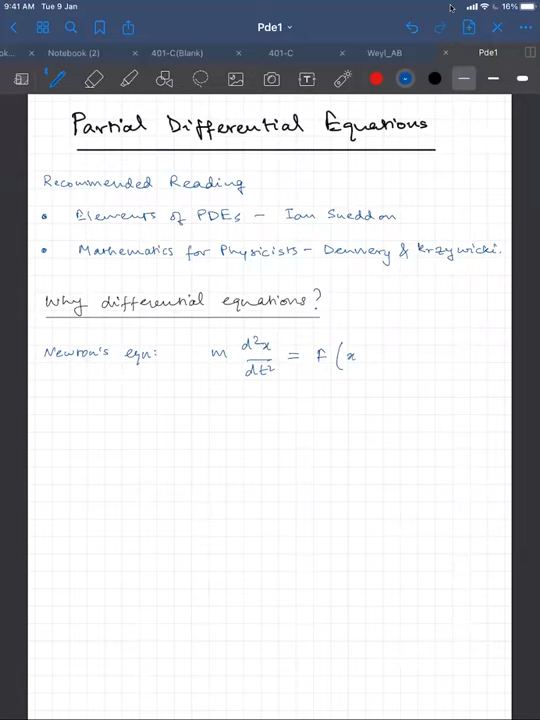 9:41 AM Tue 9 Jan 16%
Pde1
ok... Notebook (2) 401-C(Blank) 401-C Weyl_AB Pde1
Partial Differential Equations
Recommended Reading
• Elements of PDEs – Ian Sneddon
• Mathematics for Physicists – Dennery & Krzywicki.
Why differential equations?
Newton's eqn: m d²x/dt² = F (x